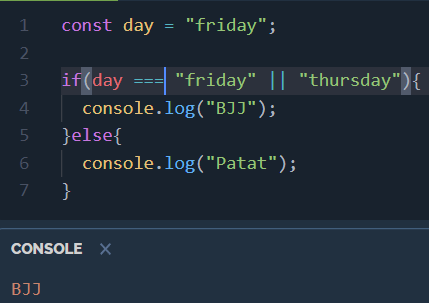 1 const day = "friday";
2
3 if(day === "friday" || "thursday"){
4 console.log("BJJ");
5 }else{
6 console.log("Patat");
7 }
CONSOLE X
BJJ